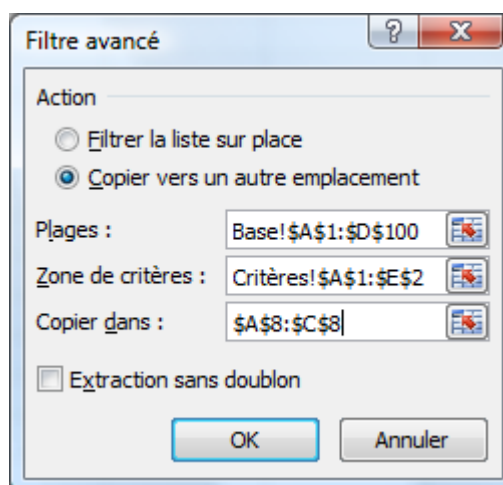 Filtre avancé
Action
Filtrer la liste sur place
Copier vers un autre emplacement
Plages : Base!$A$1:$D$100
Zone de critères : Critères!$A$1:$E$2
Copier dans : $A$8:$C$8
Extraction sans doublon
OK Annuler